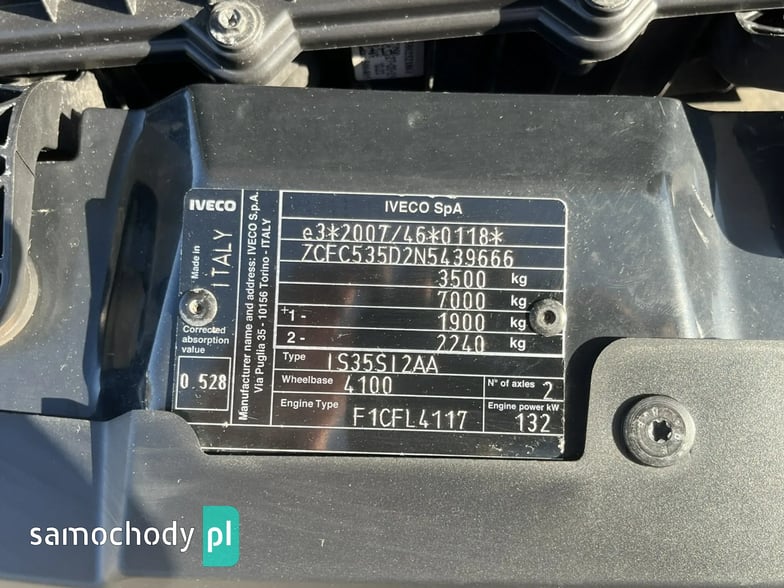 IVECO
Made in
ITALY
Corrected
absorption
value
0.528
Manufacturer name and address: IVECO S.p.A.
Via Puglia 35 - 10156 Torino - ITALY
IVECO SpA
e3*2007/46*0118*
ZCFC535D2N5439666
3500 kg
7000 kg
+1- 1900 kg
2- 2240 kg
Type IS35SI2AA
Wheelbase 4100 N° of axles 2
Engine Type F1CFL4117 Engine power kW 132
samochody pl